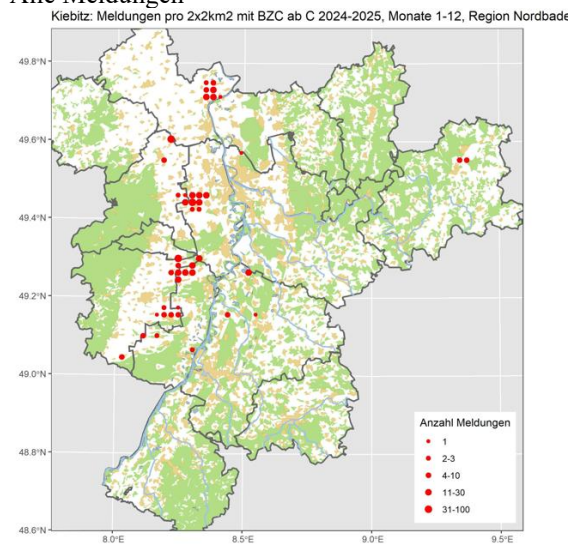 Alle Meldungen
Kiebitz: Meldungen pro 2x2km2 mit BZC ab C 2024-2025, Monate 1-12, Region Nordbade
49.8°N
49.6°N
49.4°N
49.2°N
49.0°N
48.8°N
48.6°N
Anzahl Meldungen
1
2-3
4-10
11-30
31-100
8.0°E
8.5°E
9.0°E
9.5°E